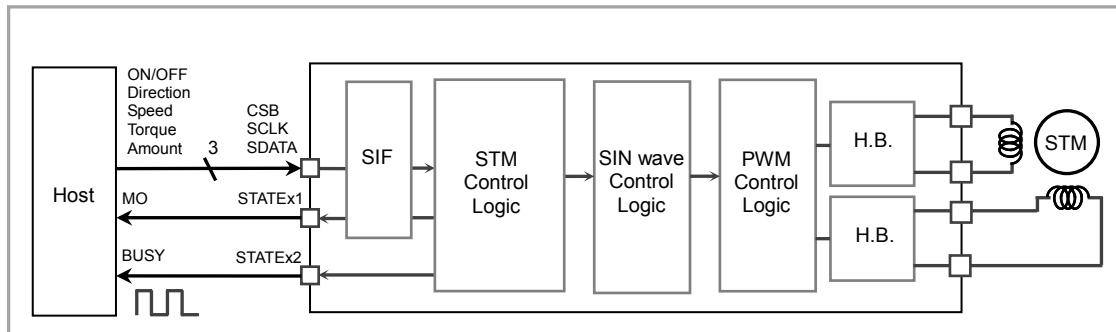 ON/OFF
Direction
Speed
Torque
Amount
3
CSB
SCLK
SDATA
Host
MO
STATEx1
BUSY
STATEx2
SIF
STM
Control
Logic
SIN wave
Control
Logic
PWM
Control
Logic
H.B.
H.B.
STM